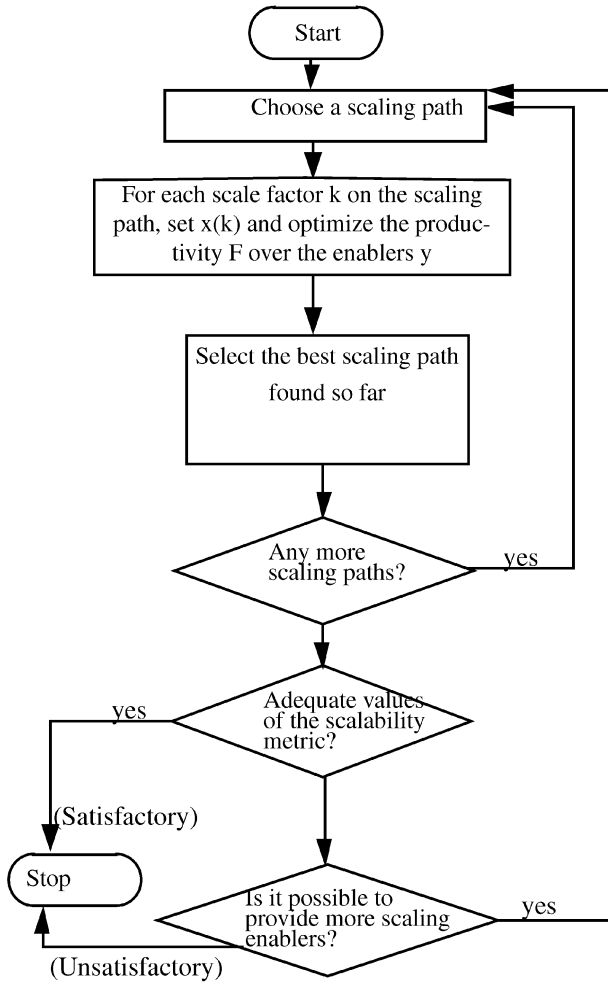 Start
Choose a scaling path
For each scale factor k on the scaling
path, set x(k) and optimize the produc-
tivity F over the enablers y
Select the best scaling path
found so far
Any more
scaling paths?
yes
Adequate values
of the scalability
metric?
yes
(Satisfactory)
Stop
Is it possible to
provide more scaling
enablers?
yes
(Unsatisfactory)